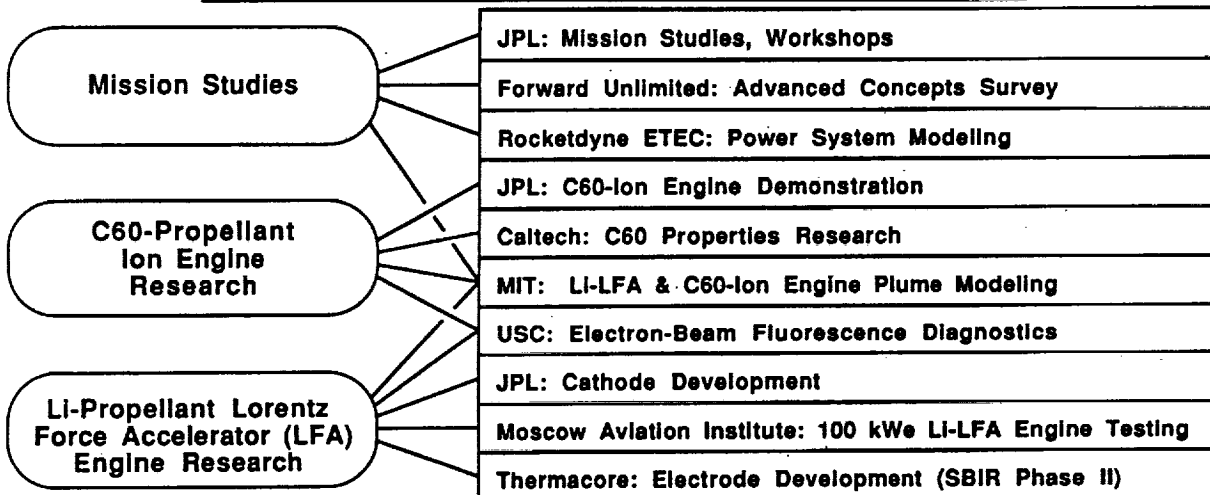 Mission Studies
C60-Propellant
Ion Engine
Research
Li-Propellant Lorentz
Force Accelerator (LFA)
Engine Research
JPL: Mission Studies, Workshops
Forward Unlimited: Advanced Concepts Survey
Rocketdyne ETEC: Power System Modeling
JPL: C60-Ion Engine Demonstration
Caltech: C60 Properties Research
MIT: Li-LFA & C60-Ion Engine Plume Modeling
USC: Electron-Beam Fluorescence Diagnostics
JPL: Cathode Development
Moscow Aviation Institute: 100 kWe Li-LFA Engine Testing
Thermacore: Electrode Development (SBIR Phase II)